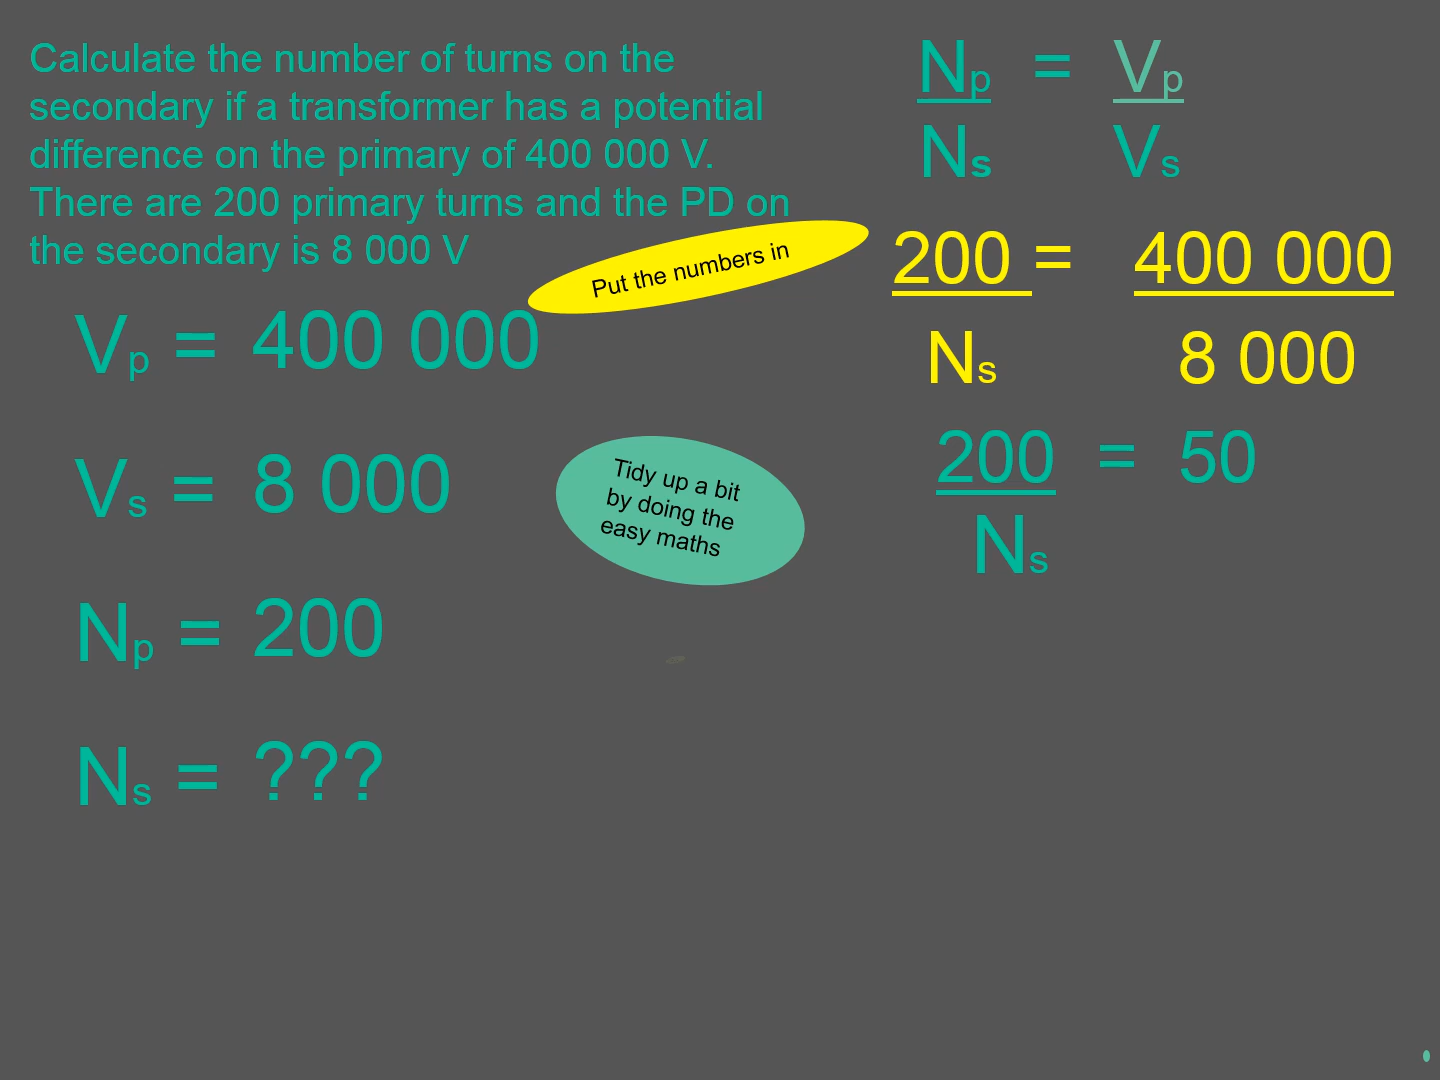 Calculate the number of turns on the
secondary if a transformer has a potential
difference on the primary of 400 000 V.
There are 200 primary turns and the PD on
the secondary is 8 000 V
Vp = 400 000
Vs = 8 000
Np = 200
Ns = ???
Put the numbers in
Tidy up a bit
by doing the
easy maths
Np = Vp
Ns Vs
200 = 400 000
Ns 8 000
200 = 50
Ns